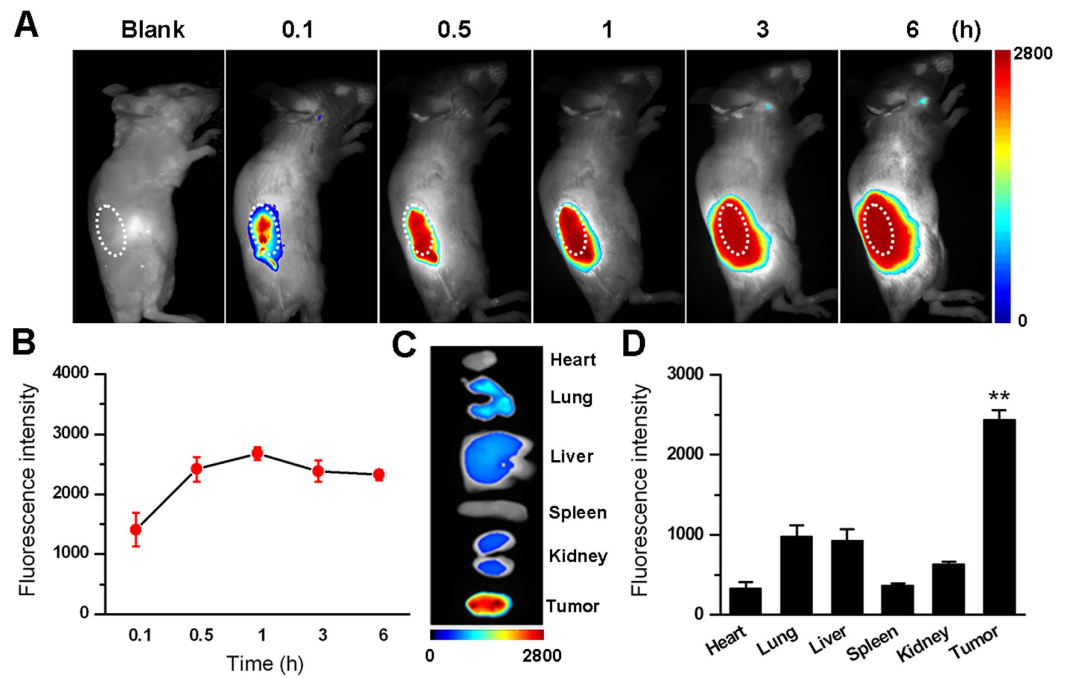 A
Blank 0.1 0.5 1 3 6 (h)
2800
0
B
Fluorescence intensity
4000
3000
2000
1000
0
0.1 0.5 1 3 6
Time (h)
C
Heart
Lung
Liver
Spleen
Kidney
Tumor
0 2800
D
Fluorescence intensity
3000
2000
1000
0
**
Heart Lung Liver Spleen Kidney Tumor